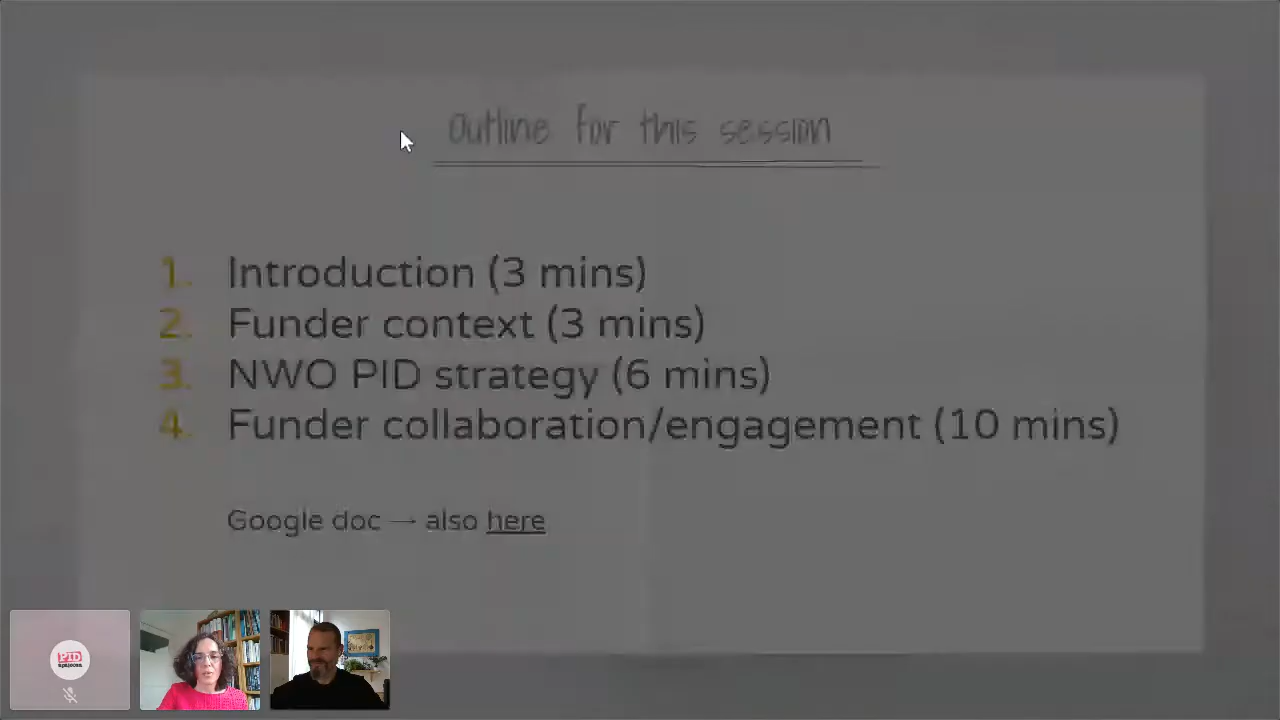 outline for this session
1. Introduction (3 mins)
2. Funder context (3 mins)
3. NWO PID strategy (6 mins)
4. Funder collaboration/engagement (10 mins)
Google doc → also here
PID